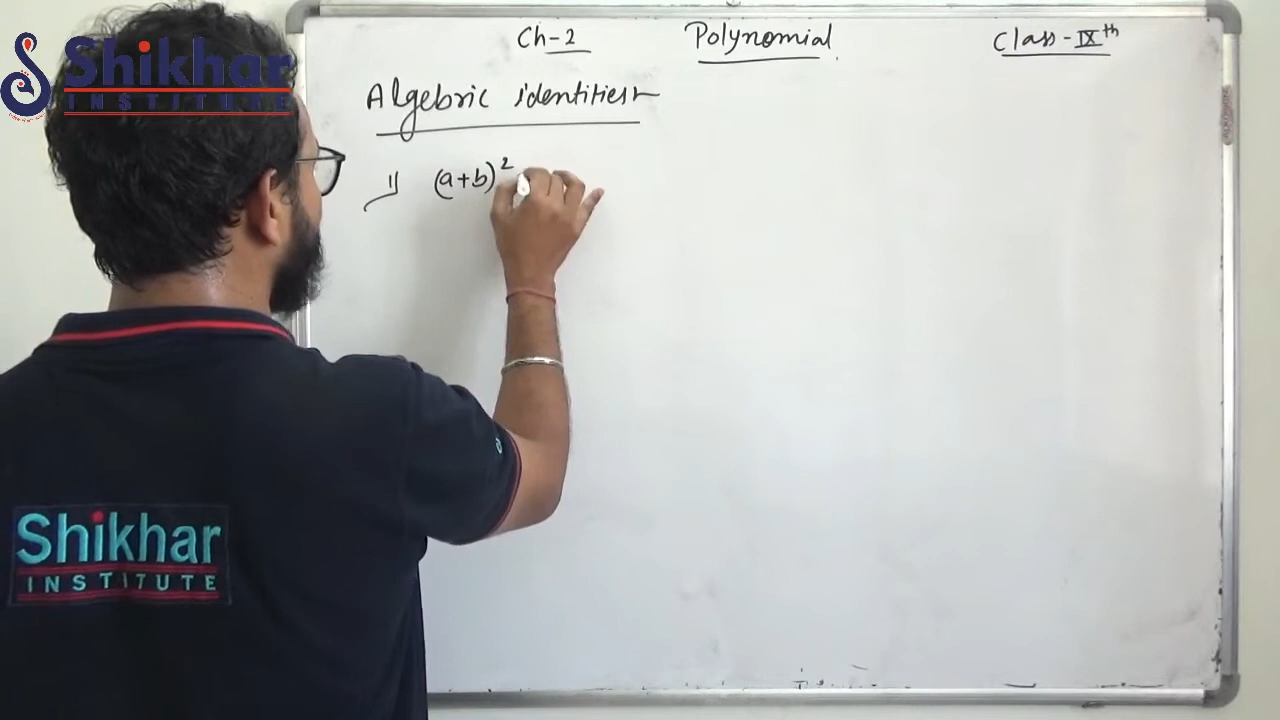 Shikhar
INSTITUTE
Ch-2 Polynomial Class-IXth
Algebric identities
1) (a+b)²
Shikhar
INSTITUTE